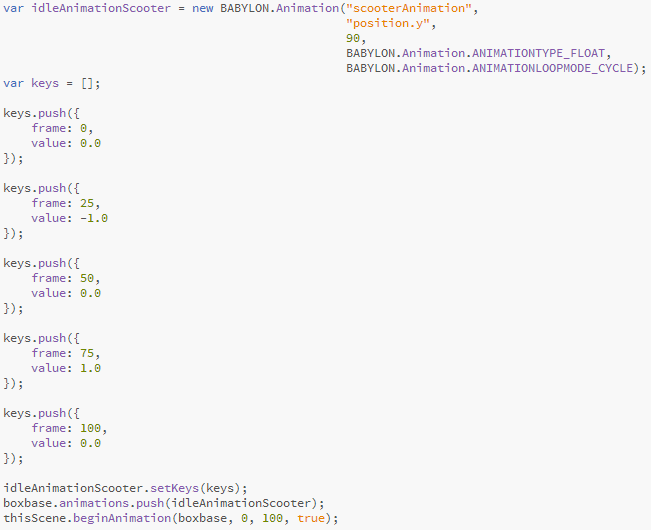 var idleAnimationScooter = new BABYLON.Animation("scooterAnimation",
"position.y",
90,
BABYLON.Animation.ANIMATIONTYPE_FLOAT,
BABYLON.Animation.ANIMATIONLOOPMODE_CYCLE);
var keys = [];
keys.push({
frame: 0,
value: 0.0
});
keys.push({
frame: 25,
value: -1.0
});
keys.push({
frame: 50,
value: 0.0
});
keys.push({
frame: 75,
value: 1.0
});
keys.push({
frame: 100,
value: 0.0
});
idleAnimationScooter.setKeys(keys);
boxbase.animations.push(idleAnimationScooter);
thisScene.beginAnimation(boxbase, 0, 100, true);